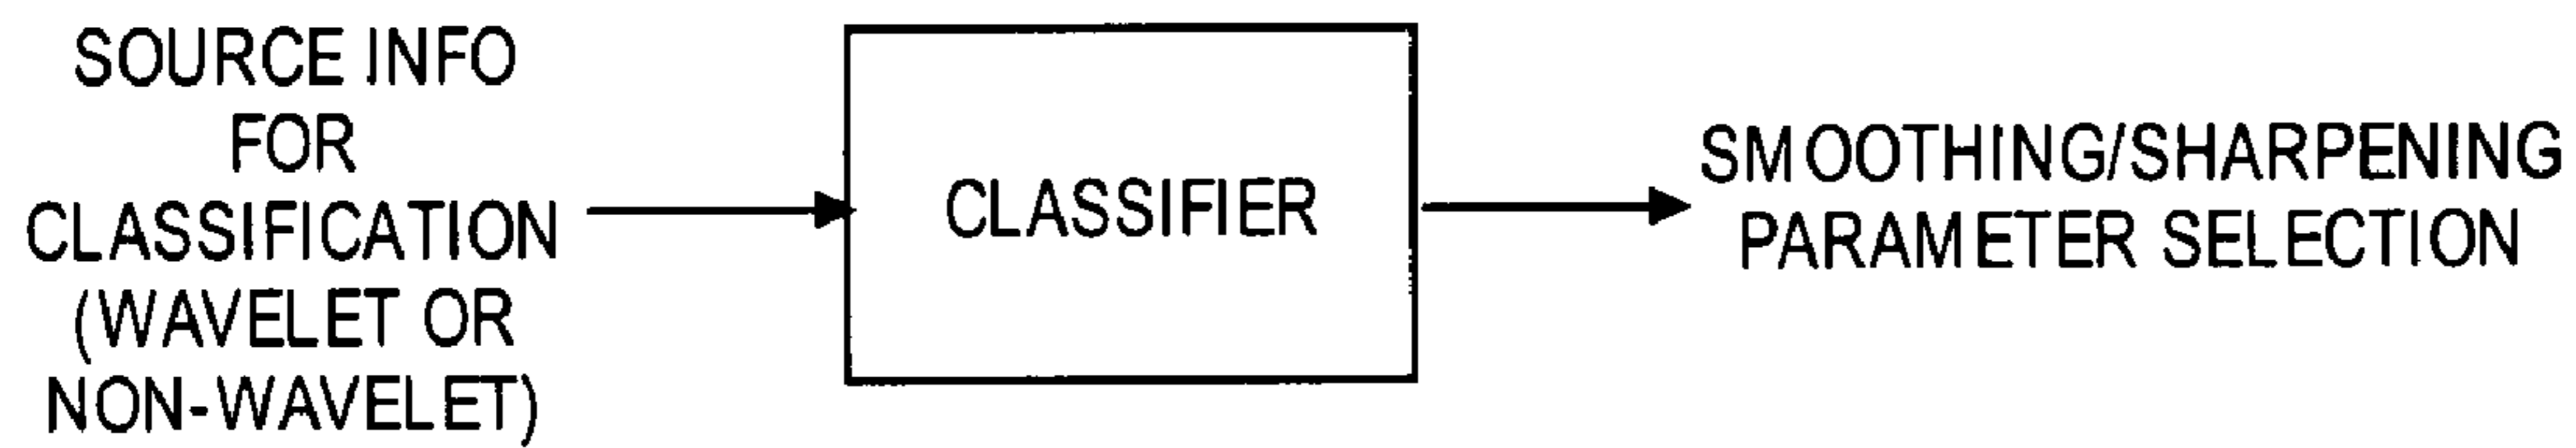 SOURCE INFO
FOR
CLASSIFICATION
(WAVELET OR
NON-WAVELET)
CLASSIFIER
SMOOTHING/SHARPENING
PARAMETER SELECTION